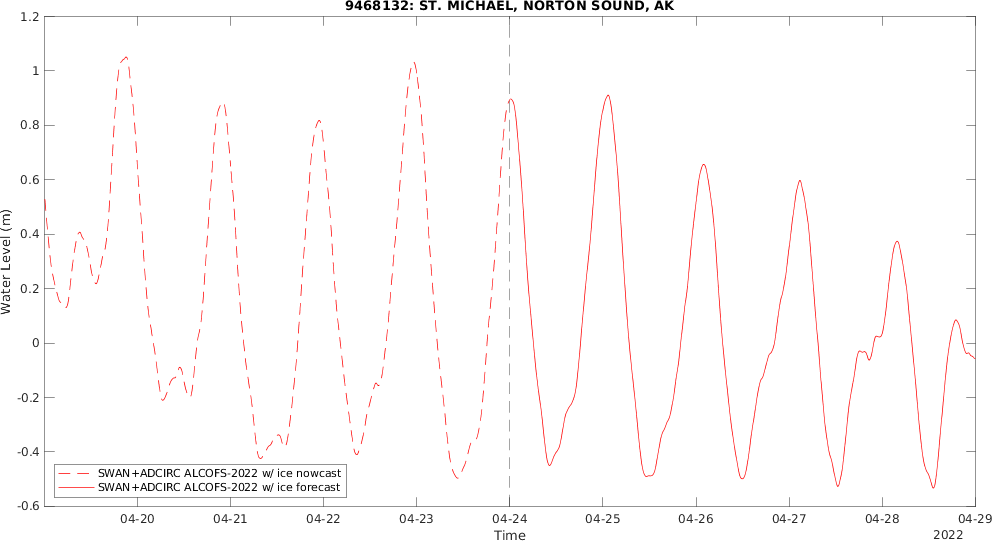 9468132: ST. MICHAEL, NORTON SOUND, AK
Water Level (m)
1.2
1
0.8
0.6
0.4
0.2
0
-0.2
-0.4
-0.6
SWAN+ADCIRC ALCOFS-2022 w/ ice nowcast
SWAN+ADCIRC ALCOFS-2022 w/ ice forecast
04-20 04-21 04-22 04-23 04-24 04-25 04-26 04-27 04-28 04-29
Time
2022